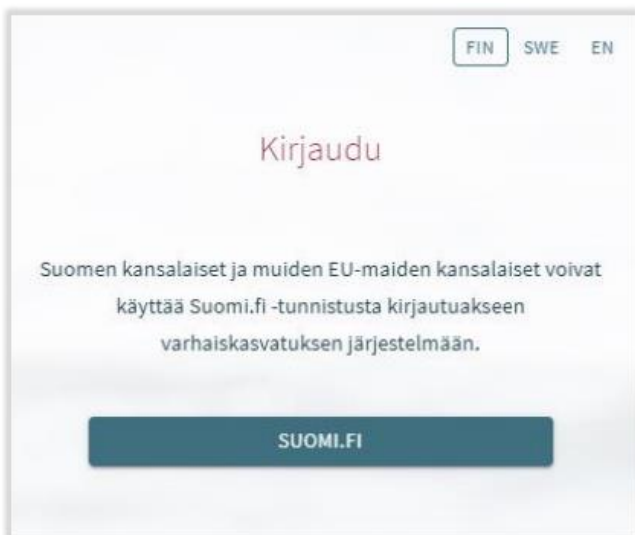 FIN SWE EN
Kirjaudu
Suomen kansalaiset ja muiden EU-maiden kansalaiset voivat
käyttää Suomi.fi -tunnistusta kirjautuakseen
varhaiskasvatuksen järjestelmään.
SUOMI.FI